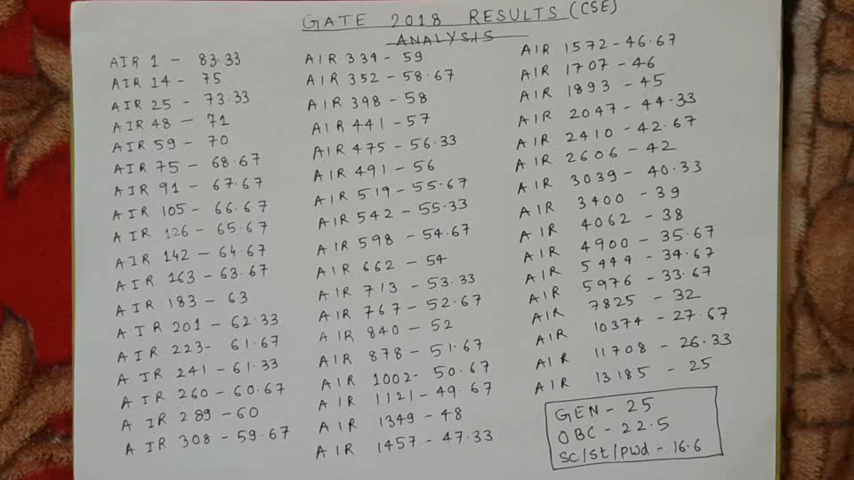 GATE 2018 RESULTS (CSE)
ANALYSIS
AIR 1 - 83.33
AIR 14 - 75
AIR 25 - 73.33
AIR 48 - 71
AIR 59 - 70
AIR 75 - 68.67
AIR 91 - 67.67
AIR 105 - 66.67
AIR 126 - 65.67
AIR 142 - 64.67
AIR 163 - 63.67
AIR 183 - 63
AIR 201 - 62.33
AIR 223 - 61.67
AIR 241 - 61.33
AIR 260 - 60.67
AIR 289 - 60
AIR 308 - 59.67
AIR 334 - 59
AIR 352 - 58.67
AIR 398 - 58
AIR 441 - 57
AIR 475 - 56.33
AIR 491 - 56
AIR 519 - 55.67
AIR 542 - 55.33
AIR 598 - 54.67
AIR 662 - 54
AIR 713 - 53.33
AIR 767 - 52.67
AIR 840 - 52
AIR 878 - 51.67
AIR 1002 - 50.67
AIR 1121 - 49.67
AIR 1349 - 48
AIR 1457 - 47.33
AIR 1572 - 46.67
AIR 1707 - 46
AIR 1893 - 45
AIR 2047 - 44.33
AIR 2410 - 42.67
AIR 2606 - 42
AIR 3039 - 40.33
AIR 3400 - 39
AIR 4062 - 38
AIR 4900 - 35.67
AIR 5449 - 34.67
AIR 5976 - 33.67
AIR 7825 - 32
AIR 10374 - 27.67
AIR 11708 - 26.33
AIR 13185 - 25
GEN - 25
OBC - 22.5
SC/St/PWd - 16.6